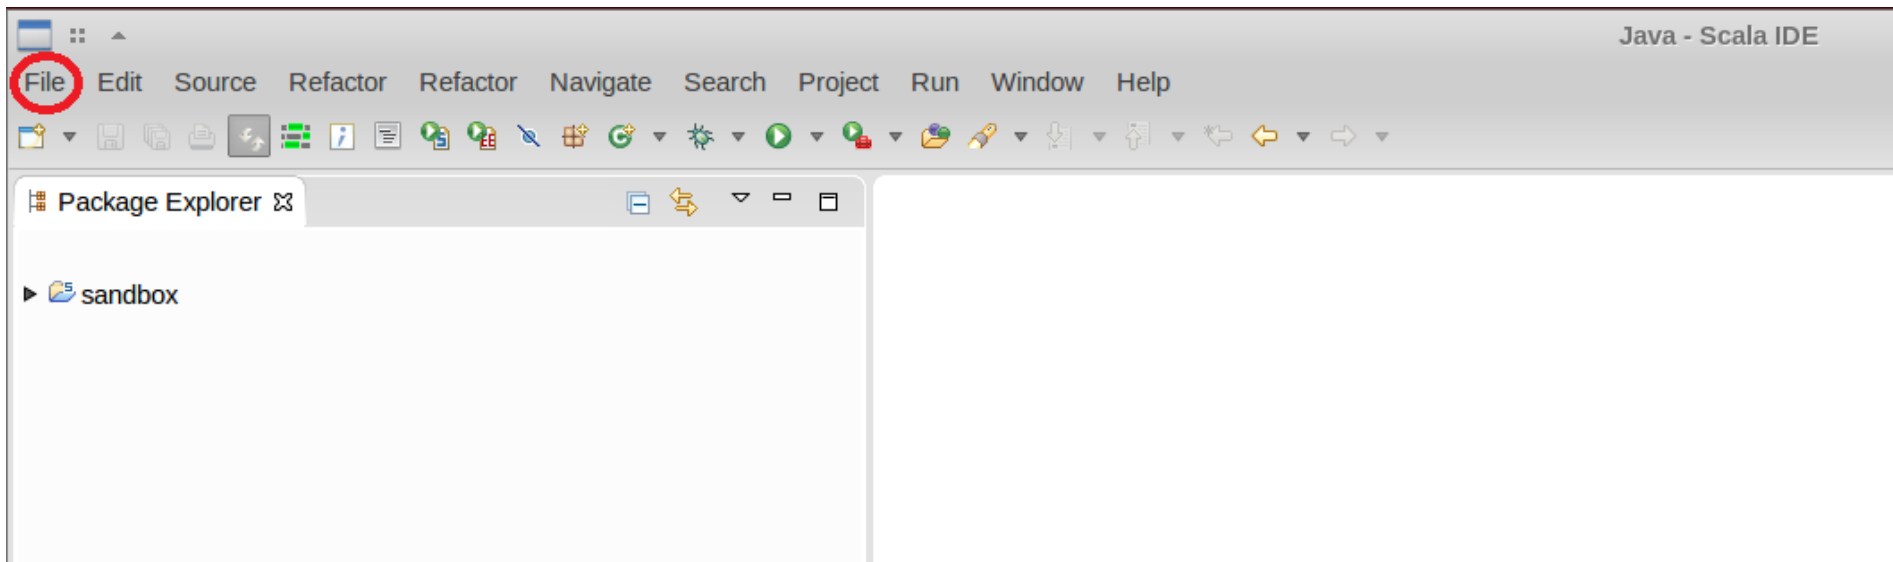 Java - Scala IDE
File Edit Source Refactor Refactor Navigate Search Project Run Window Help
Package Explorer
sandbox